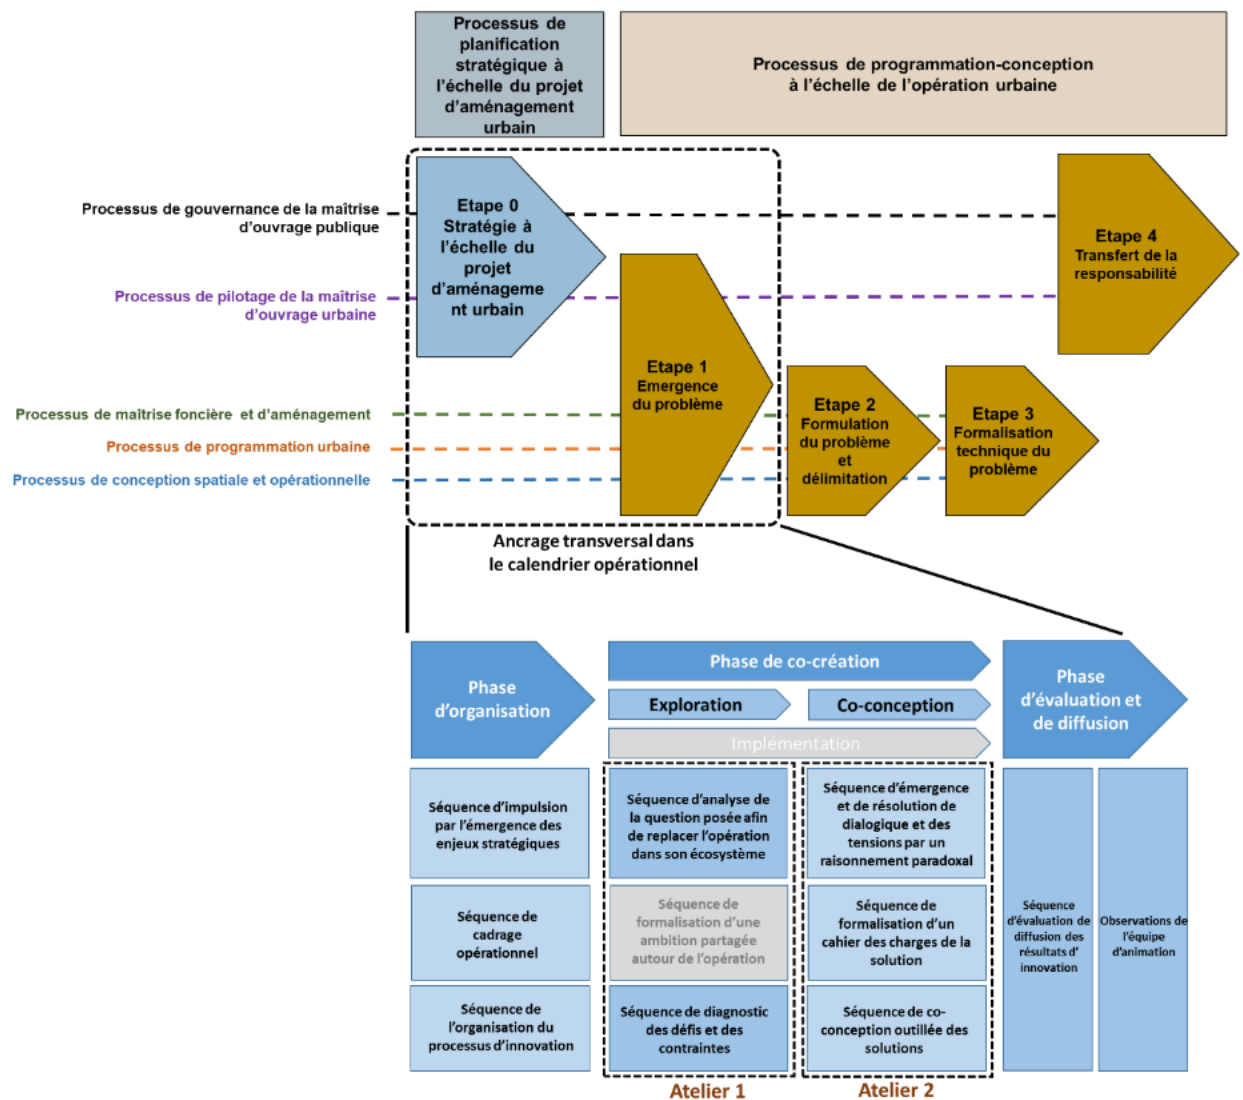 Processus de
planification
stratégique à
l'échelle du projet
d'aménagement
urbain
Processus de programmation-conception
à l'échelle de l'opération urbaine
Processus de gouvernance de la maîtrise
d'ouvrage publique
Processus de pilotage de la maîtrise
d'ouvrage urbaine
Processus de maîtrise foncière et d'aménagement
Processus de programmation urbaine
Processus de conception spatiale et opérationnelle
Etape 0
Stratégie à
l'échelle du
projet
d'aménageme
nt urbain
Etape 1
Emergence
du problème
Etape 2
Formulation
du problème
et
délimitation
Etape 3
Formalisation
technique du
problème
Etape 4
Transfert de la
responsabilité
Ancrage transversal dans
le calendrier opérationnel
Phase
d'organisation
Phase de co-création
Exploration
Co-conception
Implémentation
Phase
d'évaluation et
de diffusion
Séquence d'impulsion
par l'émergence des
enjeux stratégiques
Séquence de
cadrage
opérationnel
Séquence de
l'organisation du
processus d'innovation
Séquence d'analyse de
la question posée afin
de replacer l'opération
dans son écosystème
Séquence de
formalisation d'une
ambition partagée
autour de l'opération
Séquence de diagnostic
des défis et des
contraintes
Atelier 1
Séquence d'émergence
et de résolution de
dialogique et des
tensions par un
raisonnement paradoxal
Séquence de
formalisation d'un
cahier des charges de la
solution
Séquence de co-
conception outillée des
solutions
Atelier 2
Séquence
d'évaluation de
diffusion des
résultats d'
innovation
Observations de
l'équipe
d'animation